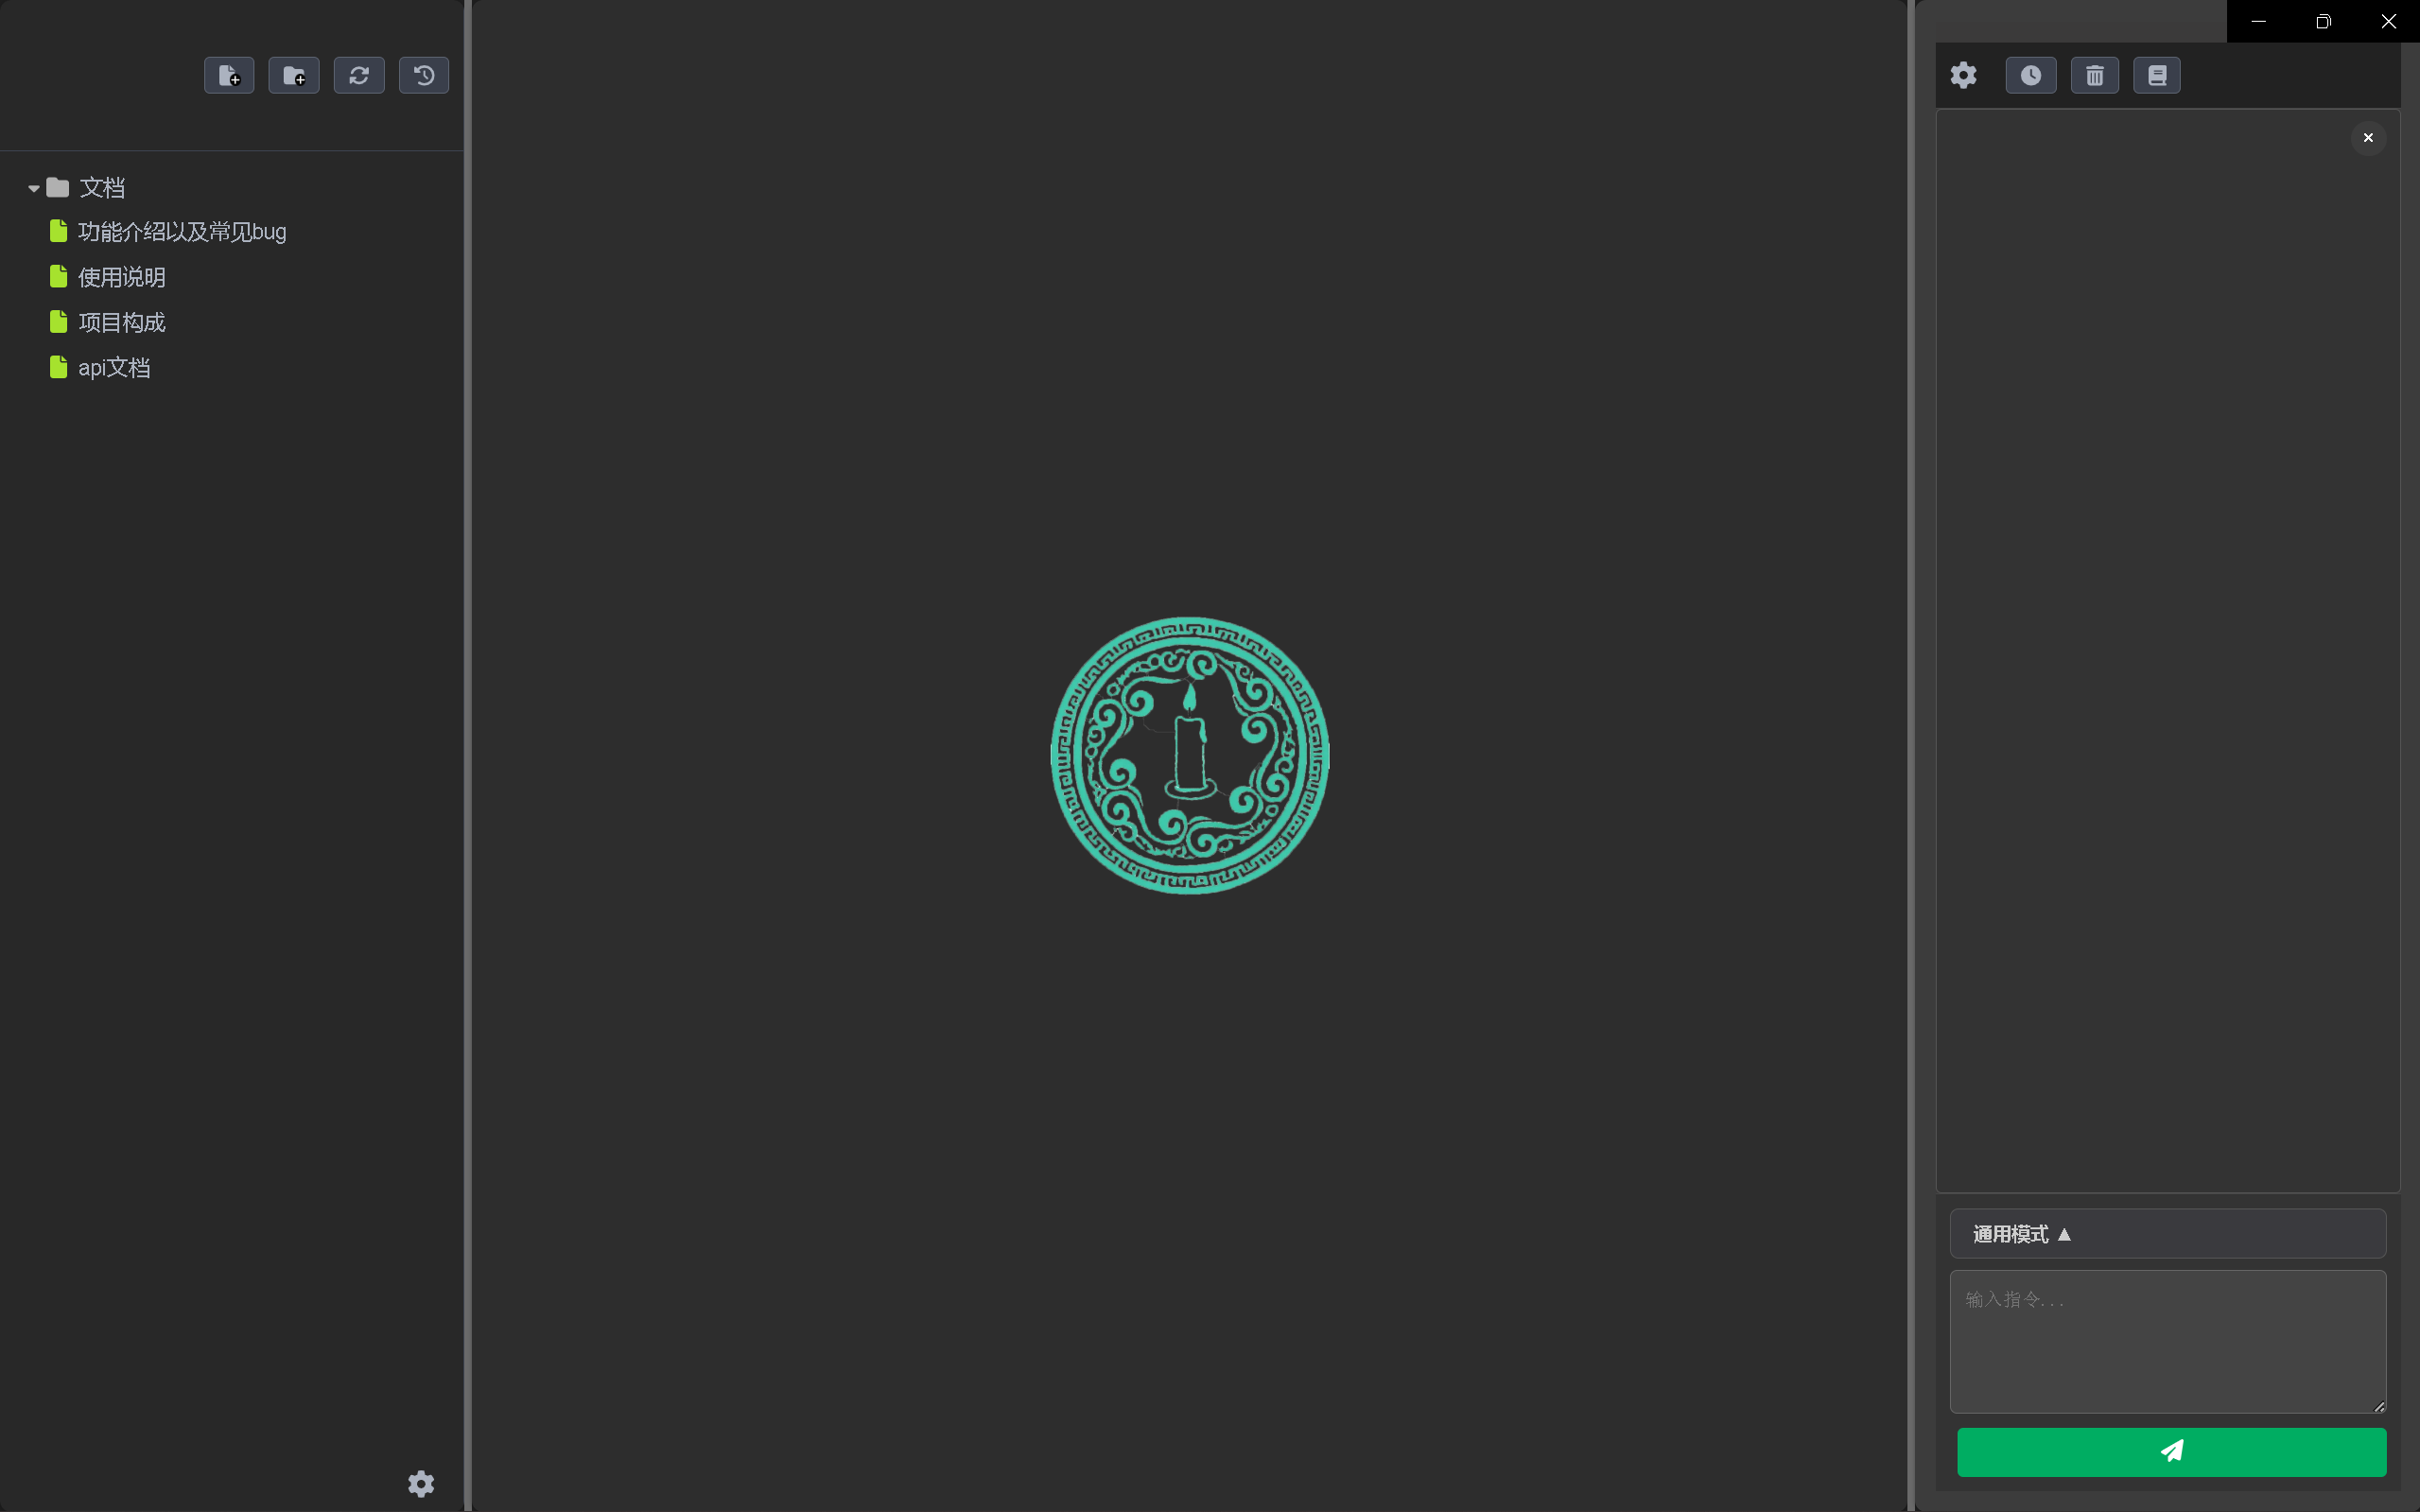 文档
功能介绍以及常见bug
使用说明
项目构成
api文档
通用模式 ▲
输入指令...